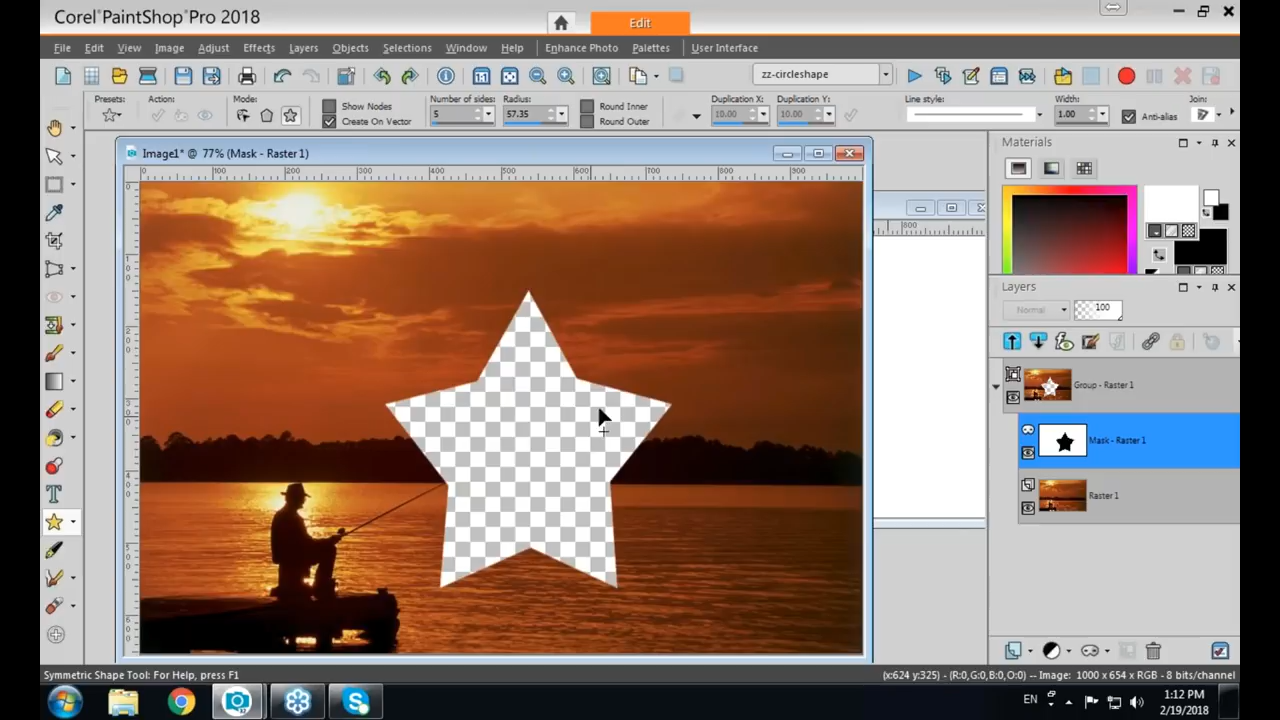 Corel®PaintShop®Pro 2018
Edit
File Edit View Image Adjust Effects Layers Objects Selections Window Help Enhance Photo Palettes User Interface
zz-circleshape
Presets: Action: Mode: Show Nodes Number of sides: Radius: Round Inner Duplication X: Duplication Y: Line style: Width: Join:
Create On Vector 5 57.35 Round Outer 10.00 10.00 1.00 Anti-alias
Image1* @ 77% (Mask - Raster 1)
Materials
Layers
Normal 100
Group - Raster 1
Mask - Raster 1
Raster 1
Symmetric Shape Tool: For Help, press F1
(x:624 y:325) -- (R:0,G:0,B:0,O:0) -- Image: 1000 x 654 x RGB - 8 bits/channel
EN
1:12 PM
2/19/2018